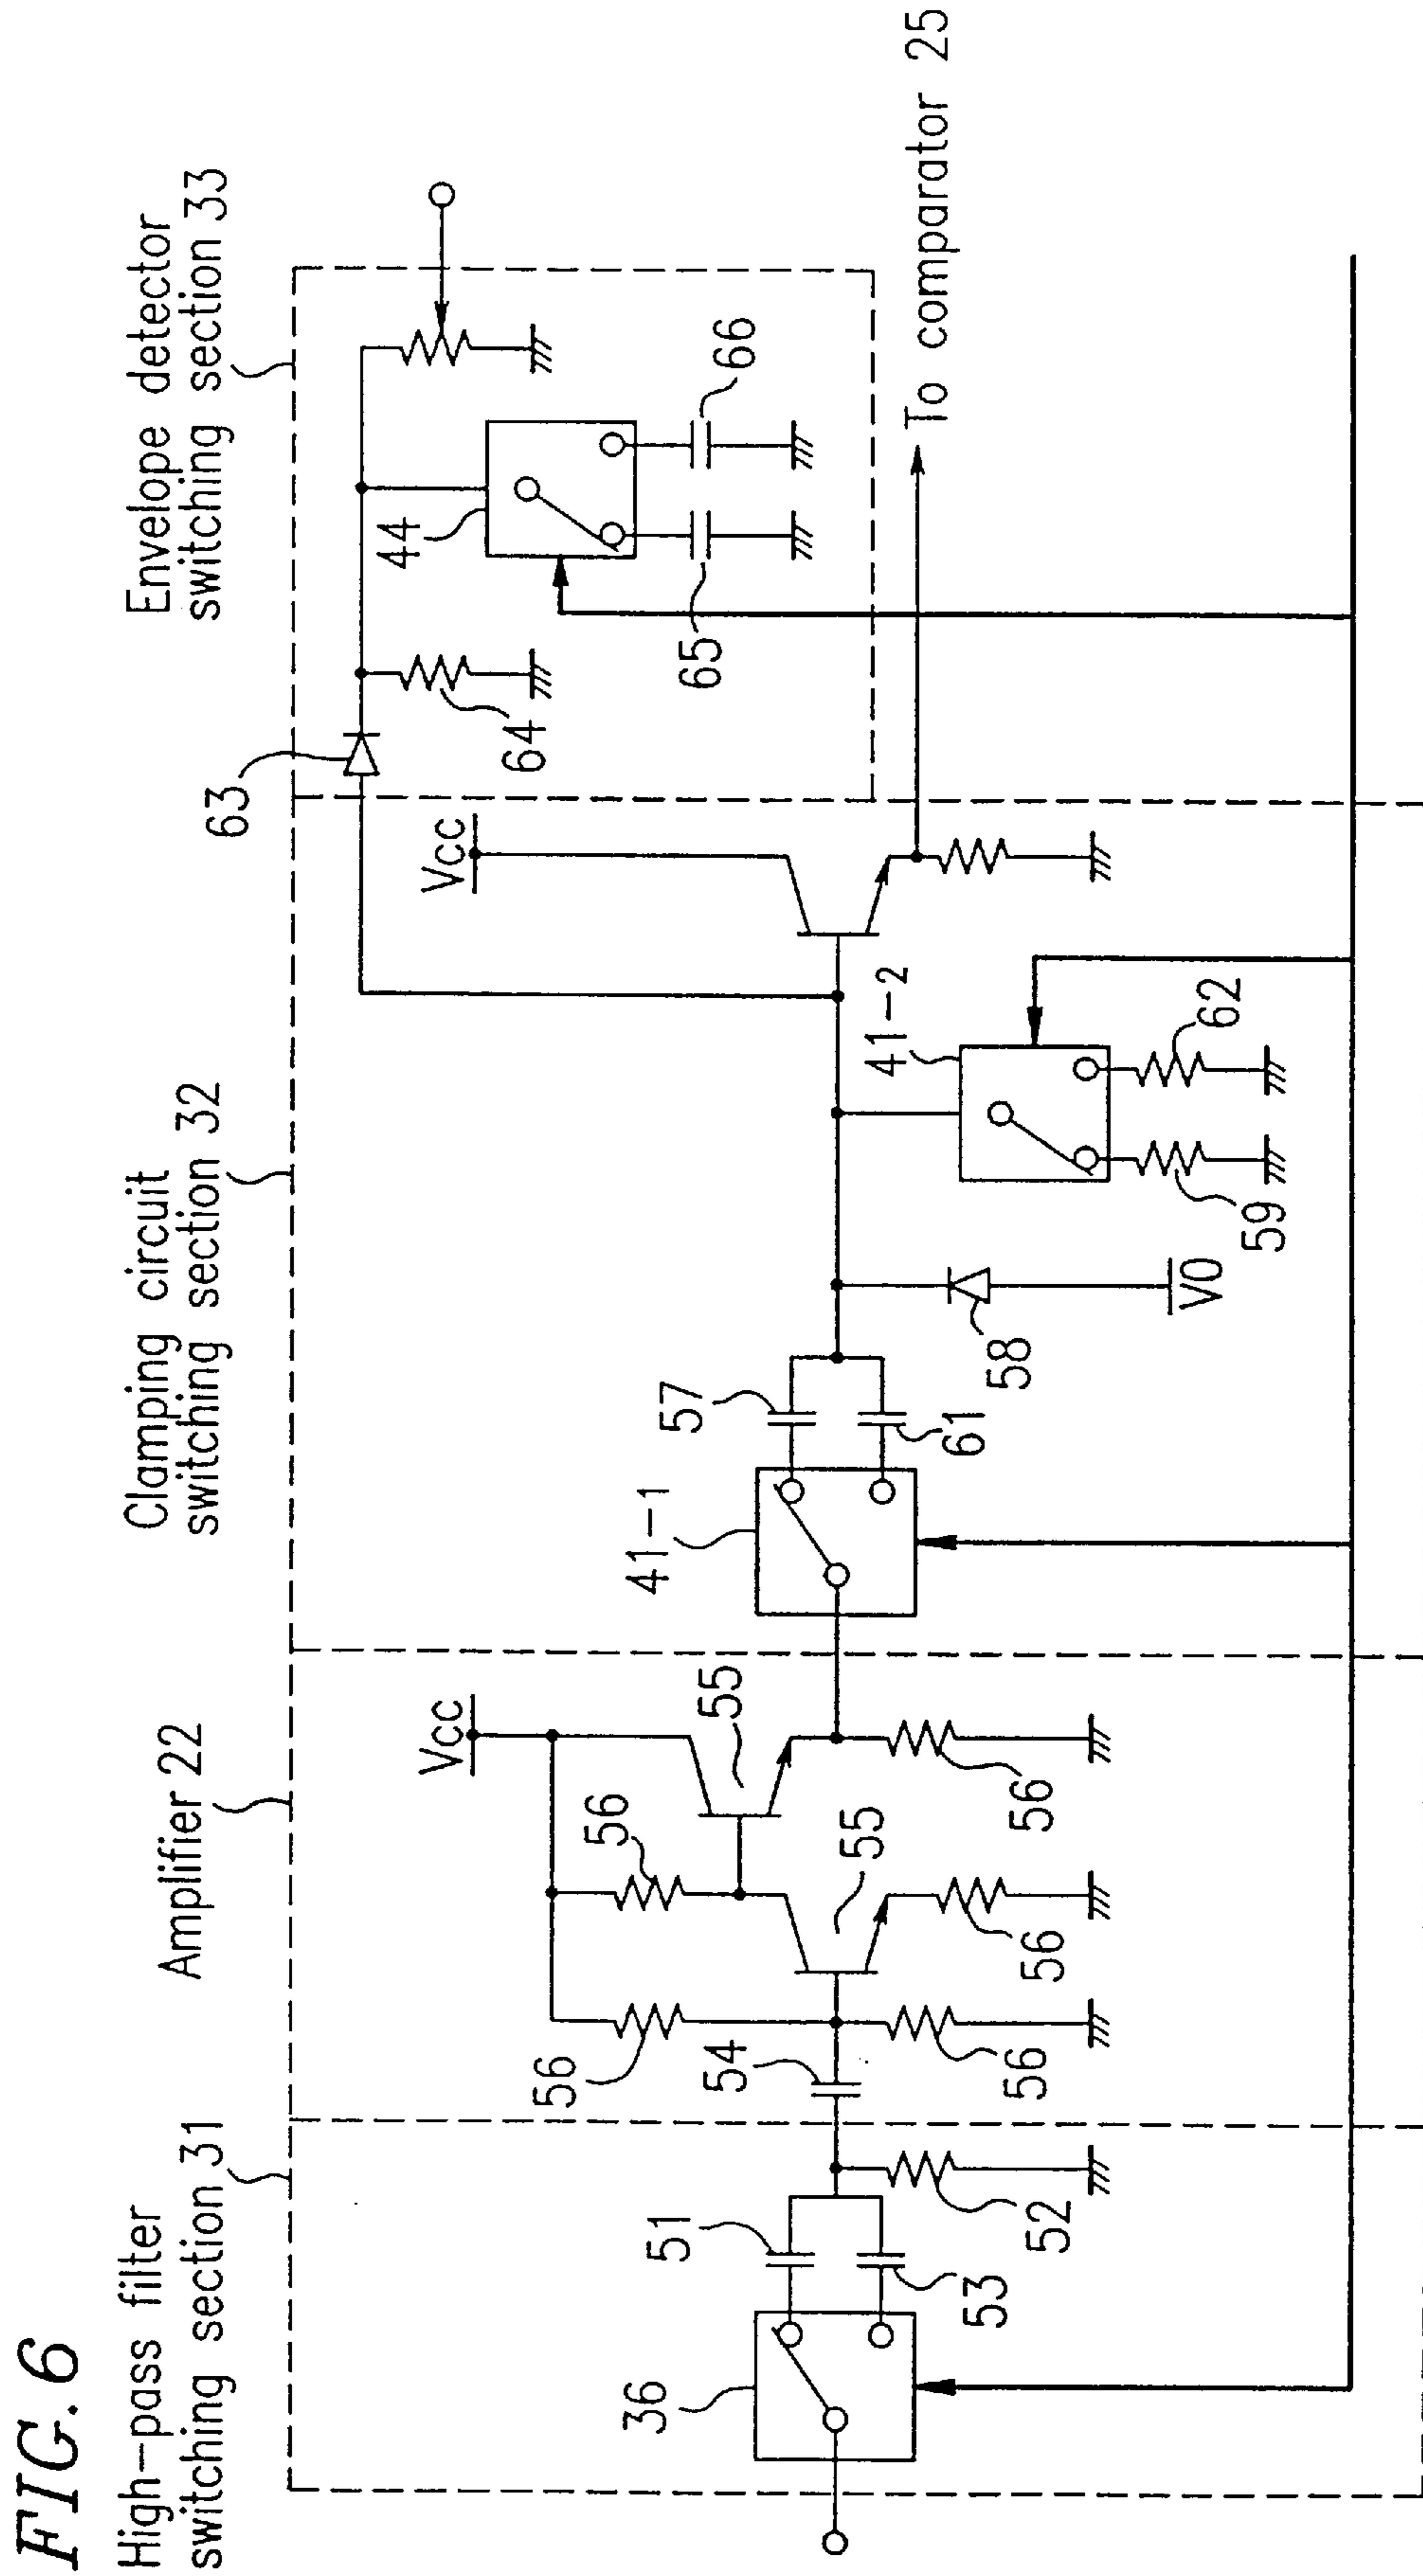 FIG. 6
High-pass filter
switching section 31
Amplifier 22
Clamping circuit
switching section 32
Envelope detector
switching section 33
36
51
53
52
54
56
56
56
56
55
55
56
Vcc
41-1
57
61
58
V0
41-2
59
62
Vcc
63
64
44
65
66
To comparator 25